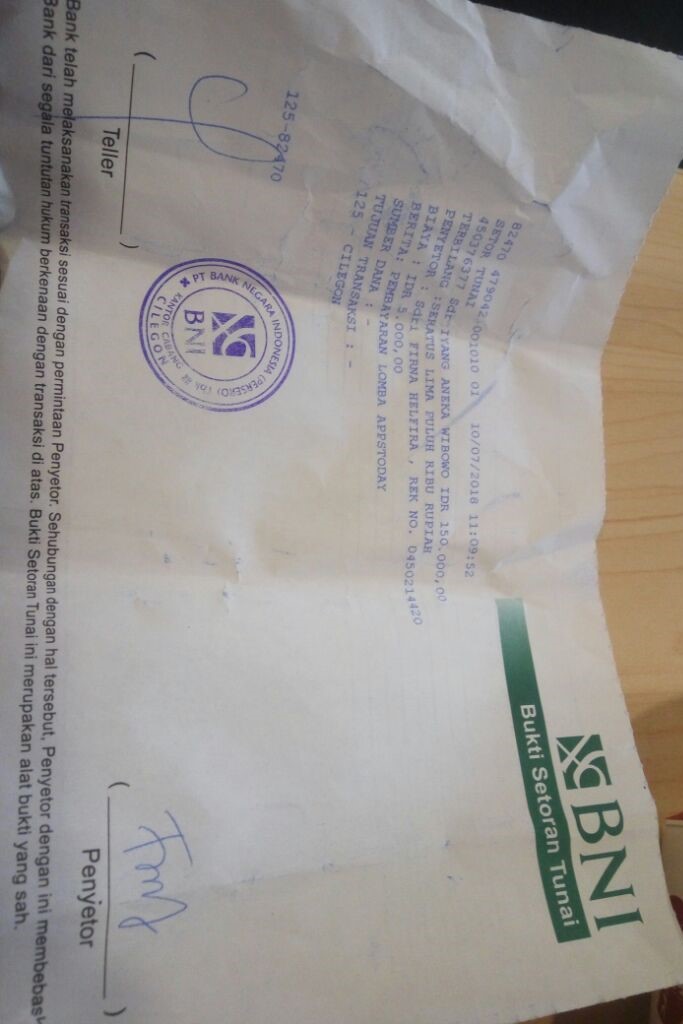 BNI
Bukti Setoran Tunai
82470 479042 001010 01 10/07/2018 11:09:52
SETOR TUNAI
450376377
TERBILANG Sdr IYANG ANEKA WIBOWO IDR 150.000,00
PENYETOR :SERATUS LIMA PULUH RIBU RUPIAH
BIAYA : Sdri FIRNA HELFIRA , REK NO. 0450214420
BERITA: IDR 5.000,00
SUMBER PEMBAYARAN LOMBA APPSTODAY
TUJUAN DANA : -
TRANSAKSI : -
125 - CILEGON
125-82470
PT BANK NEGARA INDONESIA (PERSERO) Tbk
BNI
KANTOR CABANG
CILEGON
( )
Teller
( )
Penyetor
Bank telah melaksanakan transaksi sesuai dengan permintaan Penyetor. Sehubungan dengan hal tersebut, Penyetor dengan ini membebask
Bank dari segala tuntutan hukum berkenaan dengan transaksi di atas. Bukti Setoran Tunai ini merupakan alat bukti yang sah.